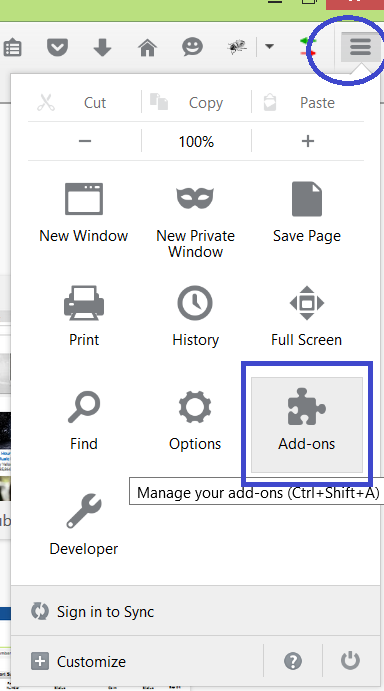 Cut Copy Paste
− 100% +
New Window New Private Window Save Page
Print History Full Screen
Find Options Add-ons
Manage your add-ons (Ctrl+Shift+A)
Developer
Sign in to Sync
Customize ?